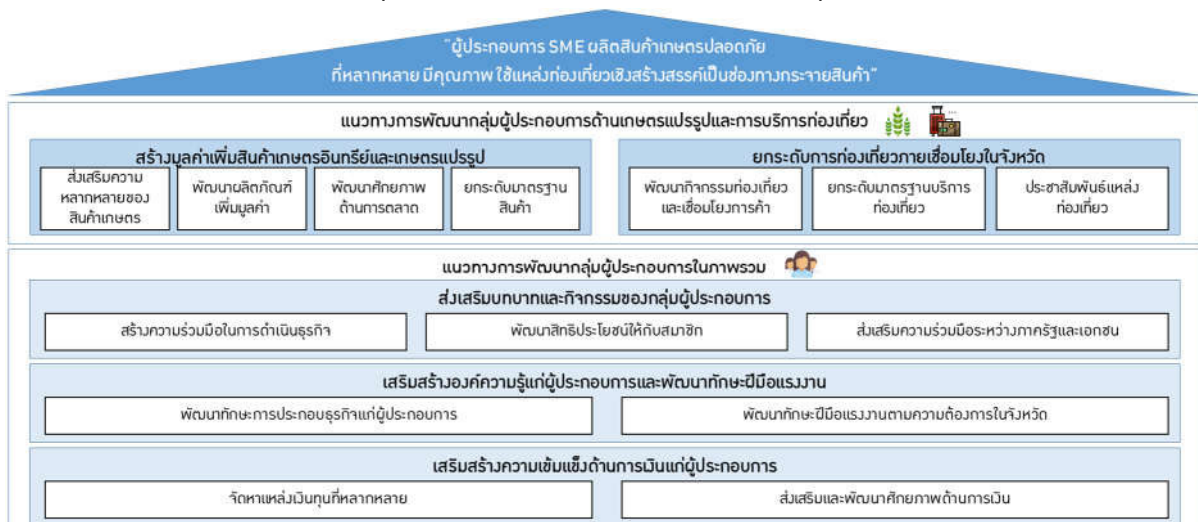 "ผู้ประกอบการ SME ผลิตสินค้าเกษตรปลอดภัย
ที่หลากหลาย มีคุณภาพ ใช้แหล่งท่องเที่ยวเชิงสร้างสรรค์เป็นช่องทางกระจายสินค้า"
แนวทางการพัฒนากลุ่มผู้ประกอบการด้านเกษตรแปรรูปและการบริการท่องเที่ยว
สร้างมูลค่าเพิ่มสินค้าเกษตรอินทรีย์และเกษตรแปรรูป
ส่งเสริมความ
หลากหลายของ
สินค้าเกษตร
พัฒนาผลิตภัณฑ์
เพิ่มมูลค่า
พัฒนาศักยภาพ
ด้านการตลาด
ยกระดับมาตรฐาน
สินค้า
ยกระดับการท่องเที่ยวภายเชื่อมโยงในจังหวัด
พัฒนากิจกรรมท่องเที่ยว
และเชื่อมโยงการค้า
ยกระดับมาตรฐานบริการ
ท่องเที่ยว
ประชาสัมพันธ์แหล่ง
ท่องเที่ยว
แนวทางการพัฒนากลุ่มผู้ประกอบการในภาพรวม
ส่งเสริมบทบาทและกิจกรรมของกลุ่มผู้ประกอบการ
สร้างความร่วมมือในการดำเนินธุรกิจ
พัฒนาสิทธิประโยชน์ให้กับสมาชิก
ส่งเสริมความร่วมมือระหว่างภาครัฐและเอกชน
เสริมสร้างองค์ความรู้แก่ผู้ประกอบการและพัฒนาทักษะฝีมือแรงงาน
พัฒนาทักษะการประกอบธุรกิจแก่ผู้ประกอบการ
พัฒนาทักษะฝีมือแรงงานตามความต้องการในจังหวัด
เสริมสร้างความเข้มแข็งด้านการเงินแก่ผู้ประกอบการ
จัดหาแหล่งเงินทุนที่หลากหลาย
ส่งเสริมและพัฒนาศักยภาพด้านการเงิน